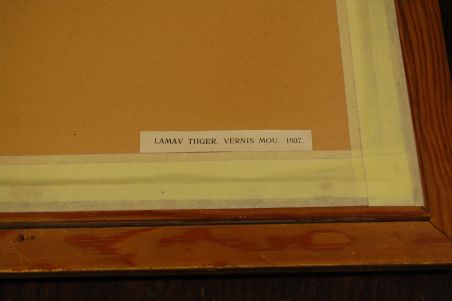 LAMAV TIIGER. VERNIS MOU. 1937.